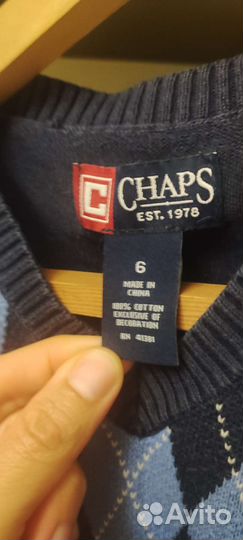 C CHAPS
EST. 1978
6
MADE IN
CHINA
100% COTTON
EXCLUSIVE OF
DECORATION
RN 41381
Avito